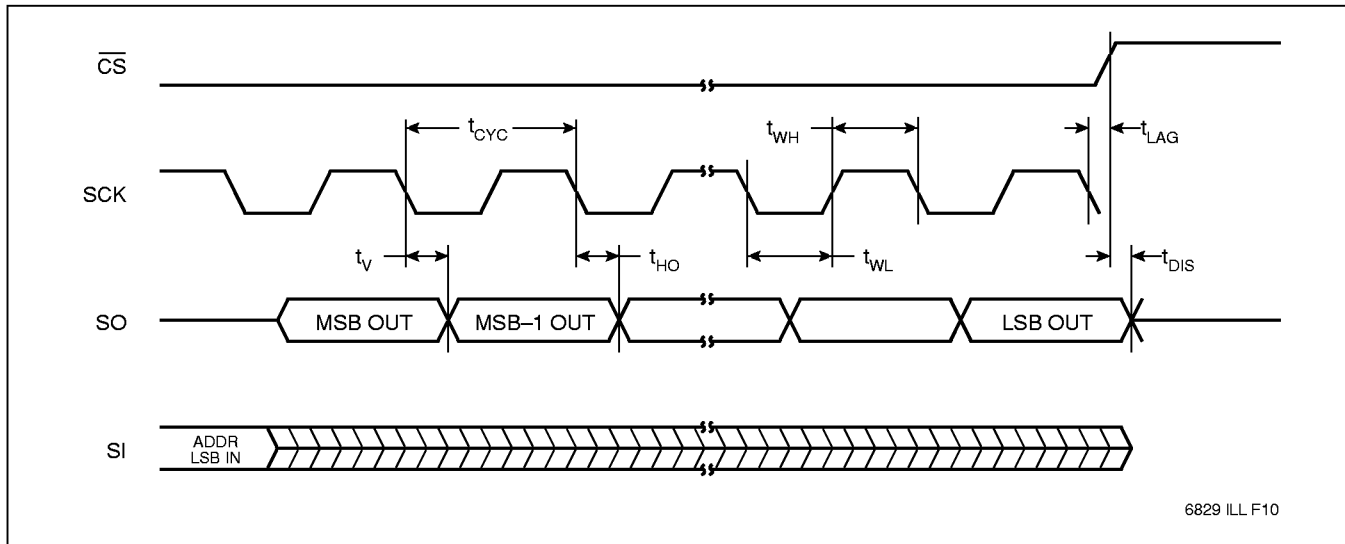 CS
tCYC
tWH
tLAG
SCK
tV
tHO
tWL
tDIS
SO
MSB OUT
MSB–1 OUT
LSB OUT
SI
ADDR
LSB IN
6829 ILL F10